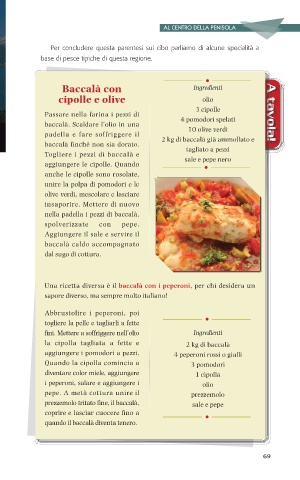 AL CENTRO DELLA PENISOLA
Per concludere questa parentesi sul cibo parliamo di alcune specialità a
base di pesce tipiche di questa regione.
A tavola!
Baccalà con
cipolle e olive
Passare nella farina i pezzi di
baccalà. Scaldare l'olio in una
padella e fare soffriggere il
baccalà finché non sia dorato.
Togliere i pezzi di baccalà e
aggiungere le cipolle. Quando
anche le cipolle sono rosolate,
unire la polpa di pomodori e le
olive verdi, mescolare e lasciare
insaporire. Mettere di nuovo
nella padella i pezzi di baccalà,
spolverizzate con pepe.
Aggiungere il sale e servire il
baccalà caldo accompagnato
dal sugo di cottura.
Ingredienti
olio
3 cipolle
4 pomodori spelati
10 olive verdi
2 kg di baccalà già ammollato e
tagliato a pezzi
sale e pepe nero
Una ricetta diversa è il baccalà con i peperoni, per chi desidera un
sapore diverso, ma sempre molto italiano!
Abbrustolire i peperoni, poi
togliere la pelle e tagliarli a fette
fini. Mettere a soffriggere nell'olio
la cipolla tagliata a fette e
aggiungere i pomodori a pezzi.
Quando la cipolla comincia a
diventare color miele, aggiungere
i peperoni, salare e aggiungere i
pepe. A metà cottura unire il
prezzemolo tritato fine, il baccalà,
coprire e lasciar cuocere fino a
quando il baccalà diventa tenero.
Ingredienti
2 kg di baccalà
4 peperoni rossi o gialli
3 pomodori
1 cipolla
olio
prezzemolo
sale e pepe
69